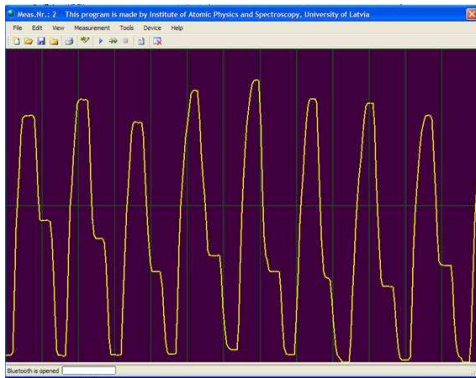 Meas.Nr.: 2 This program is made by Institute of Atomic Physics and Spectroscopy, University of Latvia
File Edit View Measurement Tools Device Help
Bluetooth is opened